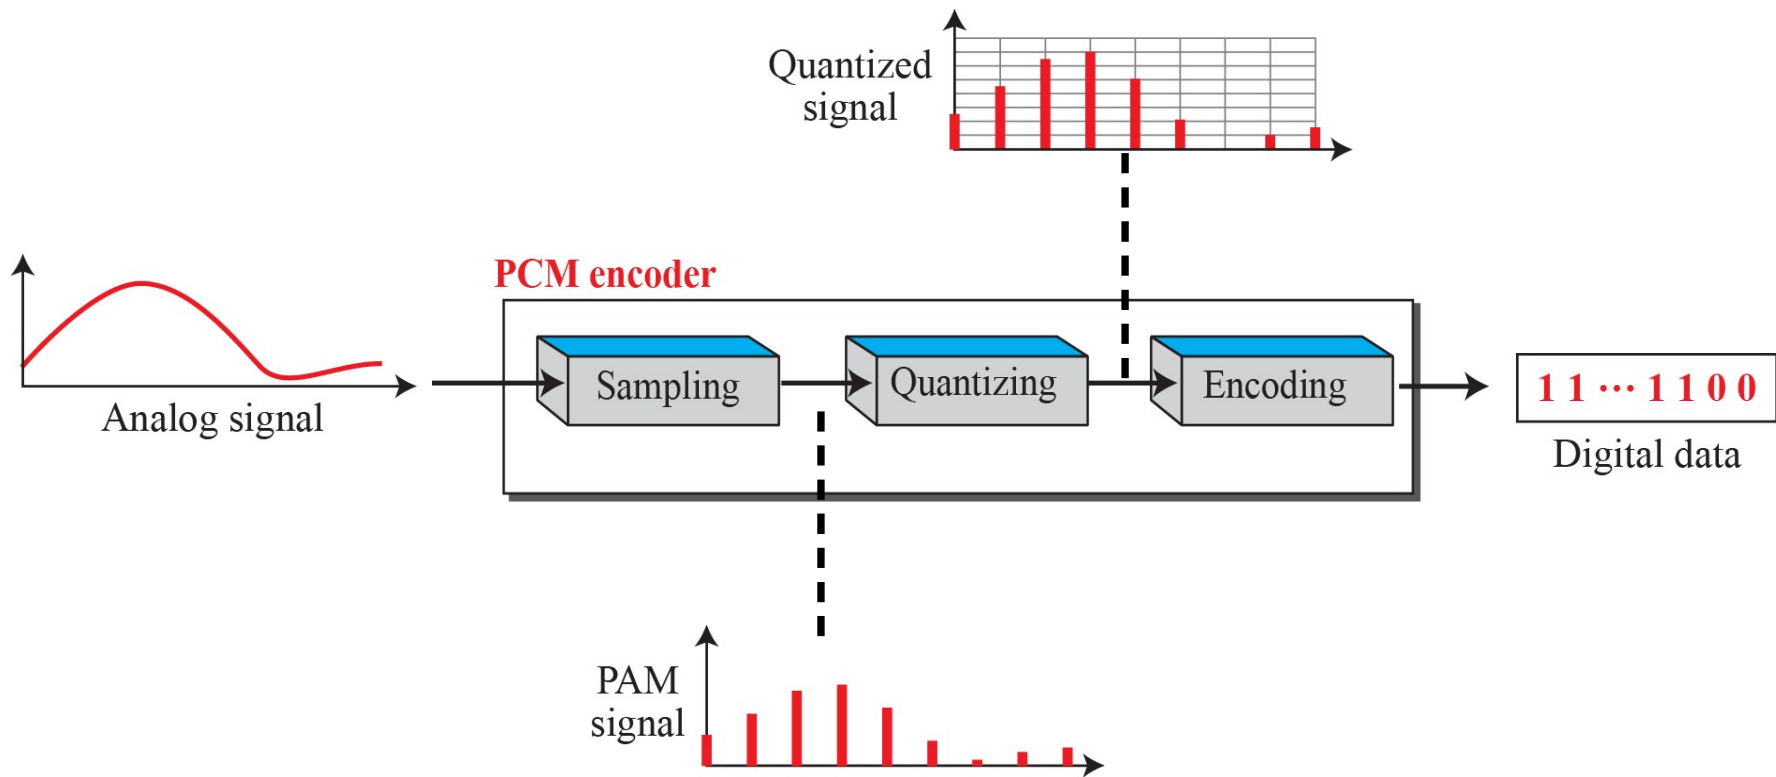 Quantized
signal
PCM encoder
Sampling
Quantizing
Encoding
1 1 ··· 1 1 0 0
Analog signal
Digital data
PAM
signal